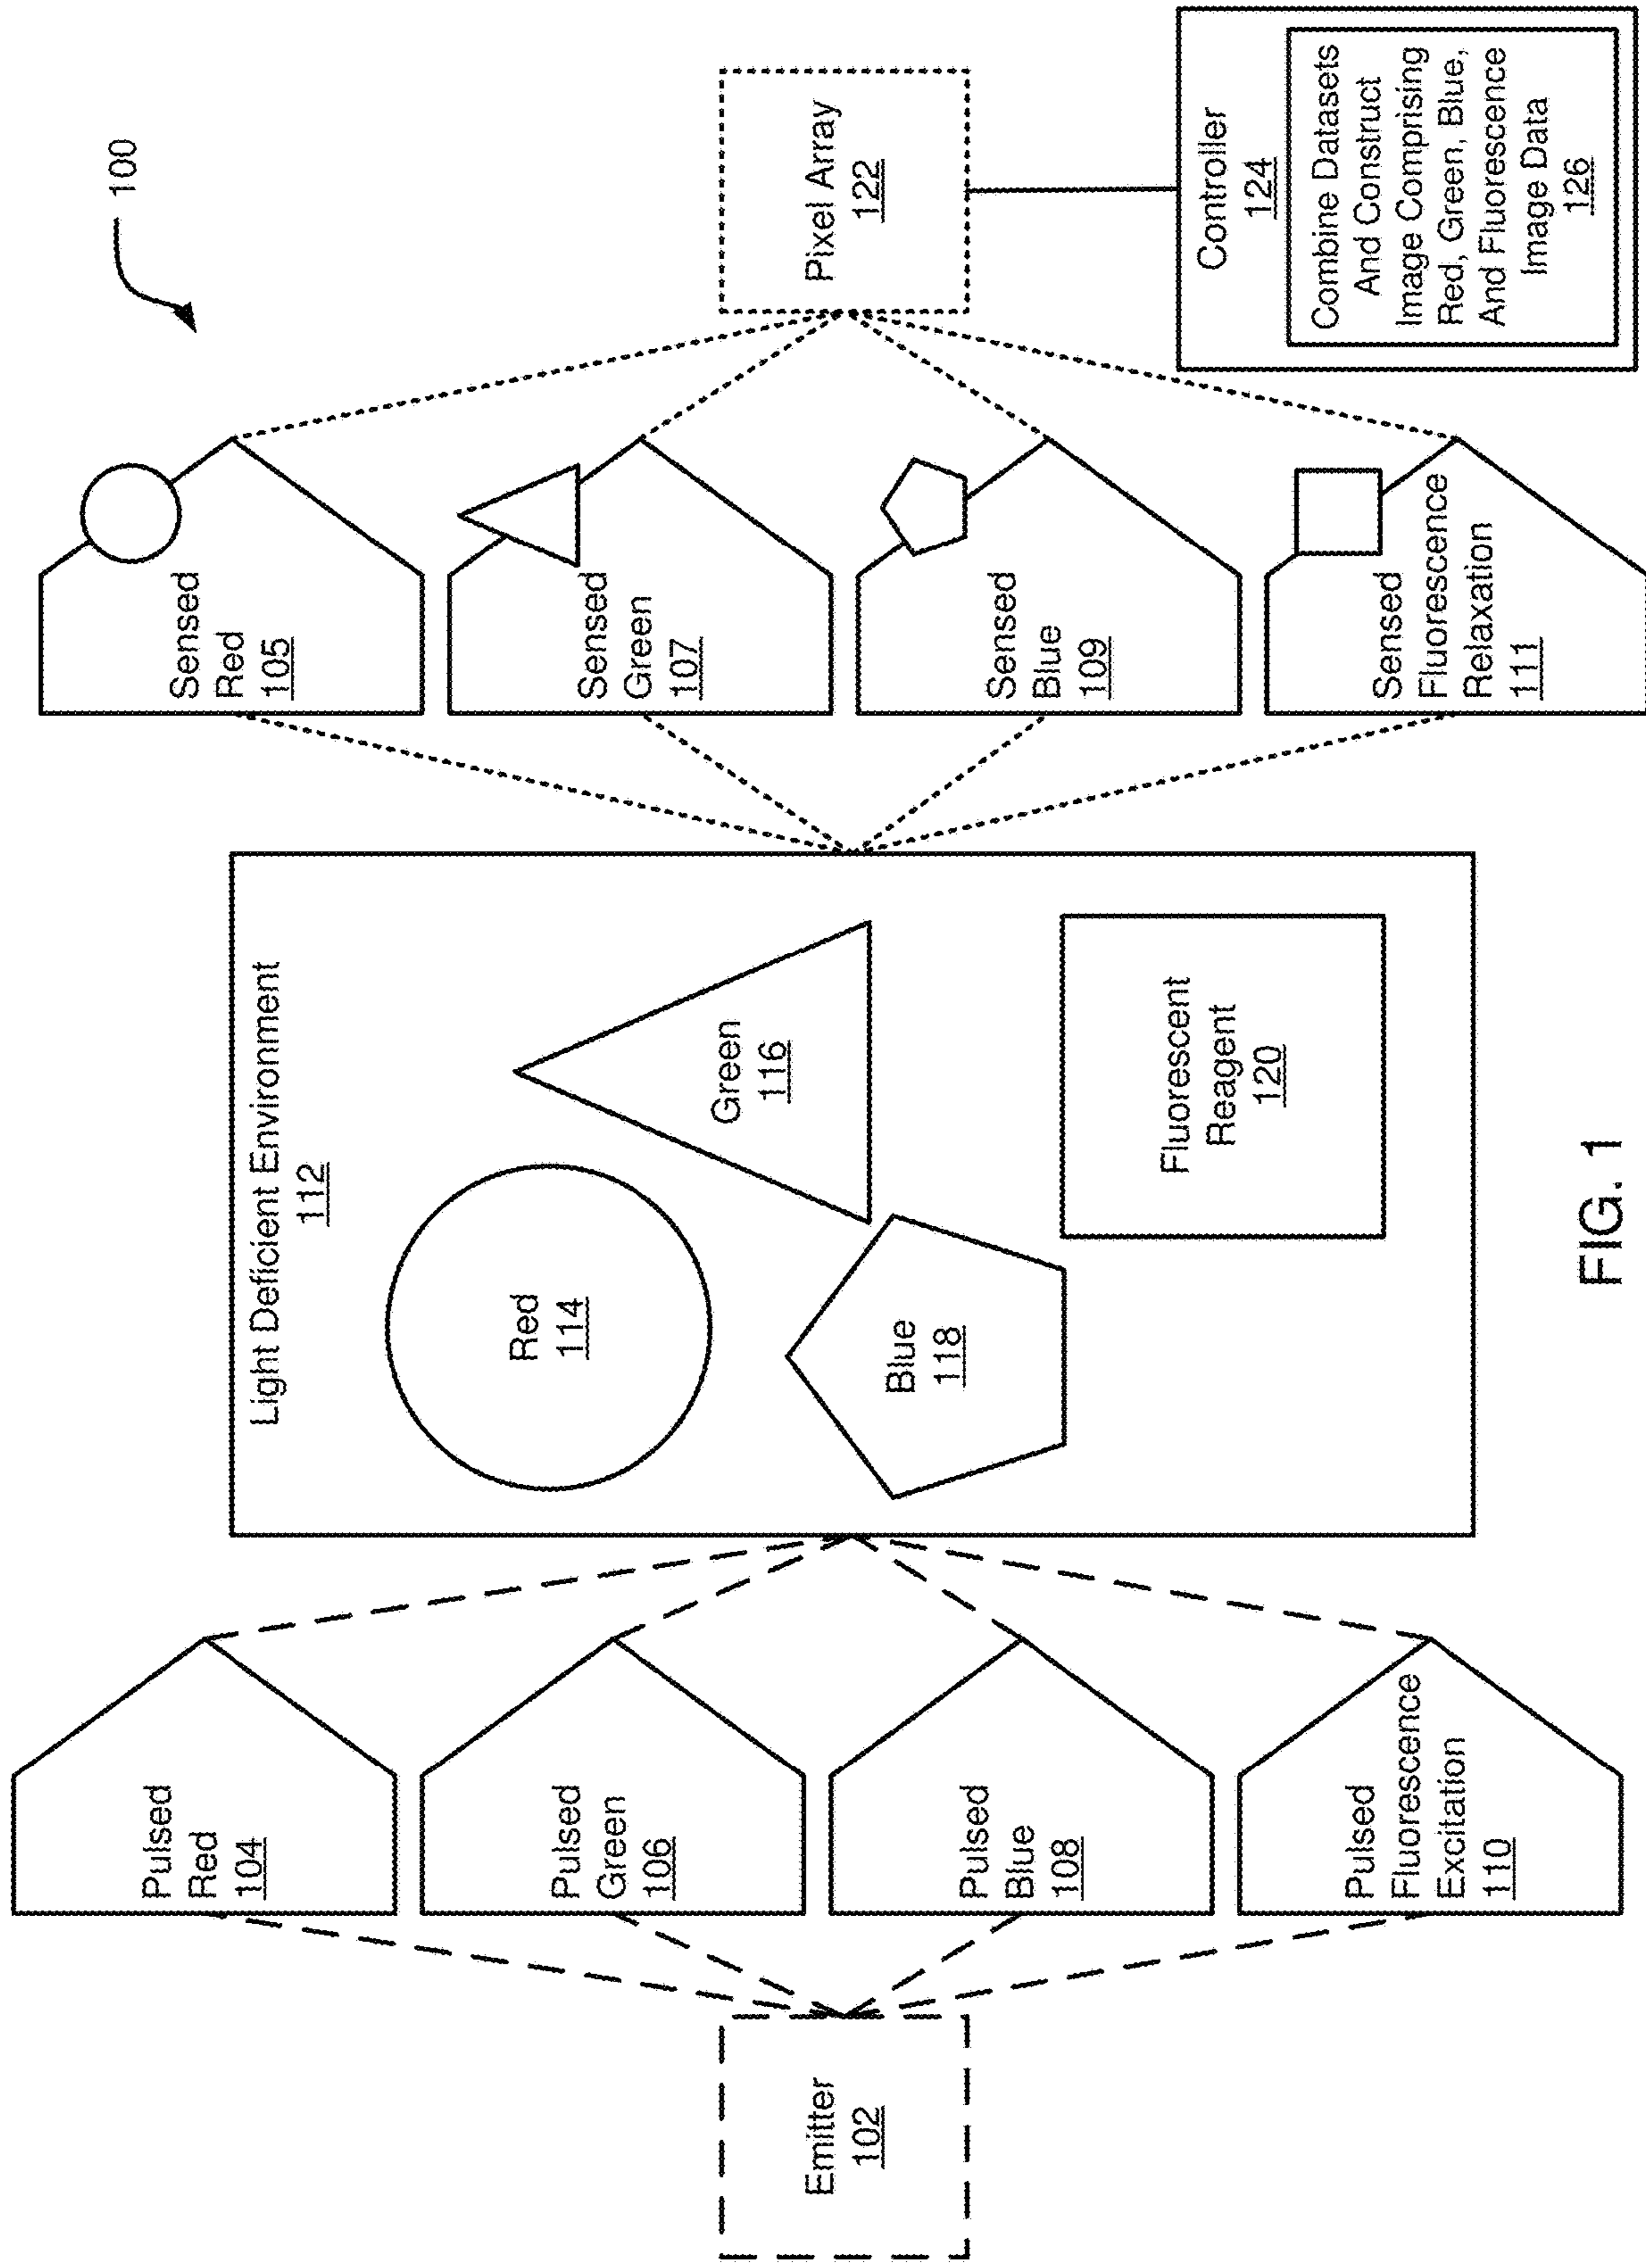 100
Emitter
102
Pulsed
Red
104
Pulsed
Green
106
Pulsed
Blue
108
Pulsed
Fluorescence
Excitation
110
Light Deficient Environment
112
Red
114
Green
116
Blue
118
Fluorescent
Reagent
120
Sensed
Red
105
Sensed
Green
107
Sensed
Blue
109
Sensed
Fluorescence
Relaxation
111
Pixel Array
122
Controller
124
Combine Datasets
And Construct
Image Comprising
Red, Green, Blue,
And Fluorescence
Image Data
126
FIG. 1